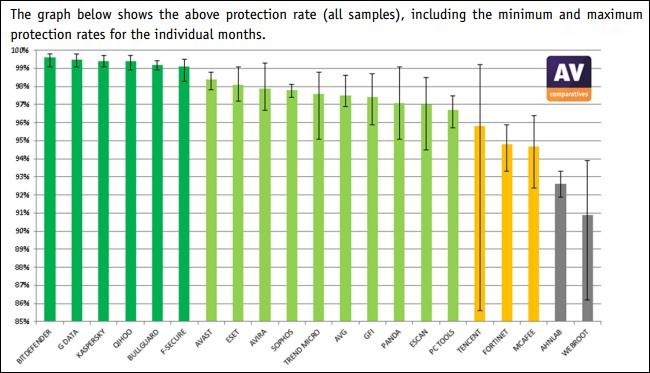 The graph below shows the above protection rate (all samples), including the minimum and maximum
protection rates for the individual months.
100%
99%
98%
97%
96%
95%
94%
93%
92%
91%
90%
89%
88%
87%
86%
85%
AV
comparatives
BITDEFENDER
G DATA
KASPERSKY
QIHOO
BULLGUARD
F-SECURE
AVAST
ESET
AVIRA
SOPHOS
TREND MICRO
AVG
GFI
PANDA
ESCAN
PC TOOLS
TENCENT
FORTINET
MCAFEE
AHNLAB
WEBROOT